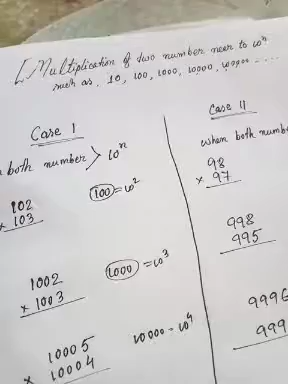 [Multiplication of two number near to 10ⁿ
such as, 10, 100, 1000, 10000, 100000 .....
Case I
both number > 10ⁿ
100 = 10²
102
× 103
1000 = 10³
1002
× 1003
10000 = 10⁴
10005
× 10004
Case II
when both numb
98
× 97
998
995
9996
999